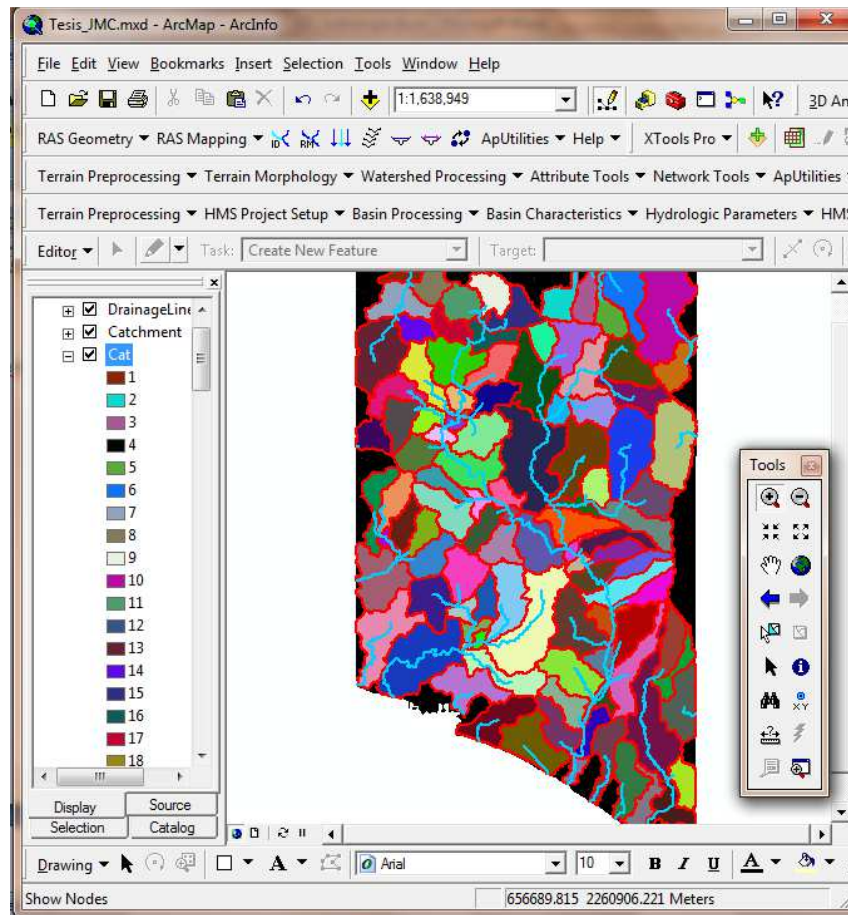 Tesis_JMC.mxd - ArcMap - ArcInfo
File Edit View Bookmarks Insert Selection Tools Window Help
1:1,638,949 3D An
RAS Geometry RAS Mapping ID RM ApUtilities Help XTools Pro
Terrain Preprocessing Terrain Morphology Watershed Processing Attribute Tools Network Tools ApUtilities
Terrain Preprocessing HMS Project Setup Basin Processing Basin Characteristics Hydrologic Parameters HMS
Editor Task: Create New Feature Target:
DrainageLine
Catchment
Cat
1
2
3
4
5
6
7
8
9
10
11
12
13
14
15
16
17
18
Display Source
Selection Catalog
Tools
XY
Drawing A Arial 10 B I U A
Show Nodes 656689.815 2260906.221 Meters